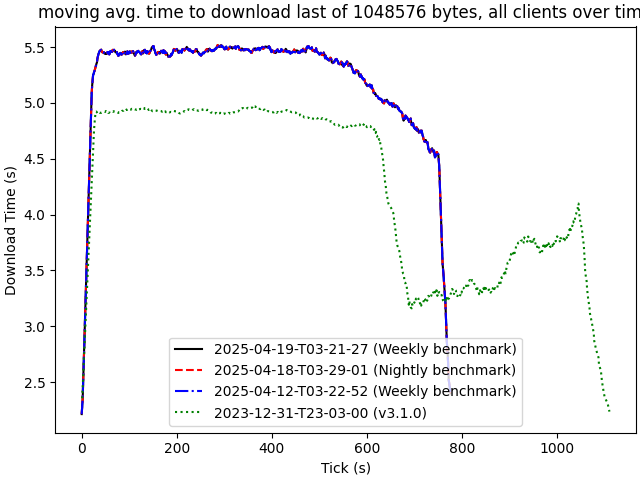 moving avg. time to download last of 1048576 bytes, all clients over tim
5.5
5.0
4.5
4.0
3.5
3.0
2.5
Download Time (s)
2025-04-19-T03-21-27 (Weekly benchmark)
2025-04-18-T03-29-01 (Nightly benchmark)
2025-04-12-T03-22-52 (Weekly benchmark)
2023-12-31-T23-03-00 (v3.1.0)
0 200 400 600 800 1000
Tick (s)